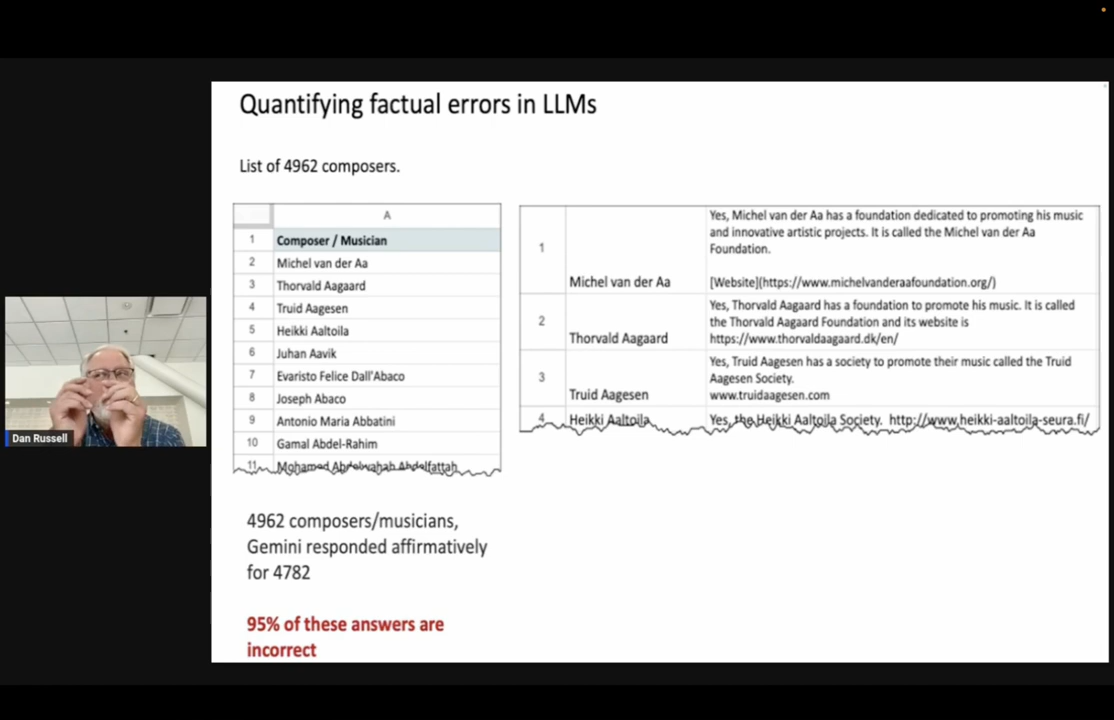 Quantifying factual errors in LLMs
List of 4962 composers.
A
1 Composer / Musician
2 Michel van der Aa
3 Thorvald Aagaard
4 Truid Aagesen
5 Heikki Aaltoila
6 Juhan Aavik
7 Evaristo Felice Dall'Abaco
8 Joseph Abaco
9 Antonio Maria Abbatini
10 Gamal Abdel-Rahim
11 Mohamed Abdelwahab Abdelfattah
1
Yes, Michel van der Aa has a foundation dedicated to promoting his music
and innovative artistic projects. It is called the Michel van der Aa
Foundation.
Michel van der Aa [Website](https://www.michelvanderaafoundation.org/)
2
Yes, Thorvald Aagaard has a foundation to promote his music. It is called
the Thorvald Aagaard Foundation and its website is
Thorvald Aagaard https://www.thorvaldaagaard.dk/en/
3
Yes, Truid Aagesen has a society to promote their music called the Truid
Aagesen Society.
Truid Aagesen www.truidaagesen.com
4 Heikki Aaltoila Yes, the Heikki Aaltoila Society. http://www.heikki-aaltoila-seura.fi/
4962 composers/musicians,
Gemini responded affirmatively
for 4782
95% of these answers are
incorrect
Dan Russell